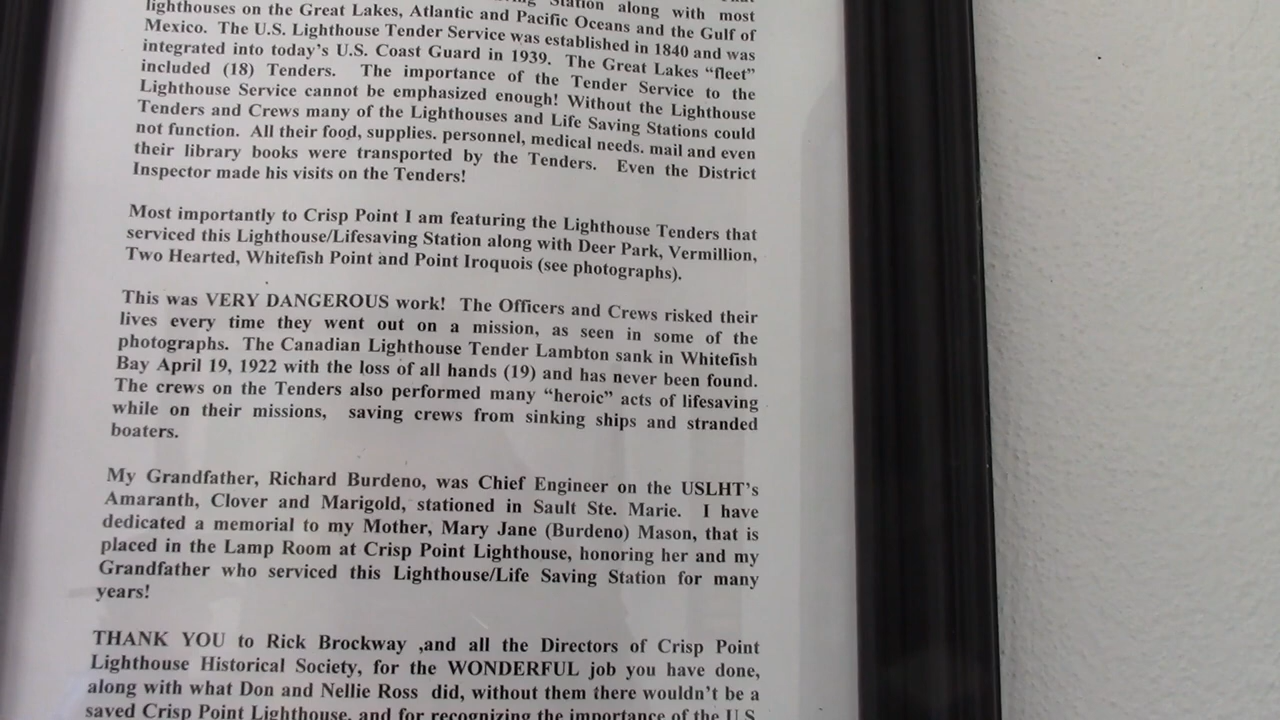 Station along with most
lighthouses on the Great Lakes, Atlantic and Pacific Oceans and the Gulf of
Mexico. The U.S. Lighthouse Tender Service was established in 1840 and was
integrated into today's U.S. Coast Guard in 1939. The Great Lakes “fleet”
included (18) Tenders. The importance of the Tender Service to the
Lighthouse Service cannot be emphasized enough! Without the Lighthouse
Tenders and Crews many of the Lighthouses and Life Saving Stations could
not function. All their food, supplies. personnel, medical needs. mail and even
their library books were transported by the Tenders. Even the District
Inspector made his visits on the Tenders!
Most importantly to Crisp Point I am featuring the Lighthouse Tenders that
serviced this Lighthouse/Lifesaving Station along with Deer Park, Vermillion,
Two Hearted, Whitefish Point and Point Iroquois (see photographs).
This was VERY DANGEROUS work! The Officers and Crews risked their
lives every time they went out on a mission, as seen in some of the
photographs. The Canadian Lighthouse Tender Lambton sank in Whitefish
Bay April 19, 1922 with the loss of all hands (19) and has never been found.
The crews on the Tenders also performed many “heroic” acts of lifesaving
while on their missions, saving crews from sinking ships and stranded
boaters.
My Grandfather, Richard Burdeno, was Chief Engineer on the USLHT's
Amaranth, Clover and Marigold, stationed in Sault Ste. Marie. I have
dedicated a memorial to my Mother, Mary Jane (Burdeno) Mason, that is
placed in the Lamp Room at Crisp Point Lighthouse, honoring her and my
Grandfather who serviced this Lighthouse/Life Saving Station for many
years!
THANK YOU to Rick Brockway ,and all the Directors of Crisp Point
Lighthouse Historical Society, for the WONDERFUL job you have done,
along with what Don and Nellie Ross did, without them there wouldn't be a
saved Crisp Point Lighthouse, and for recognizing the importance of the U.S.